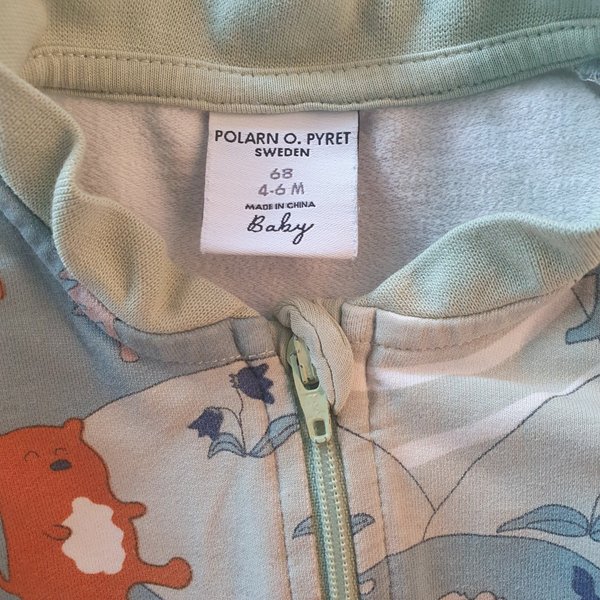 POLARN O. PYRET
SWEDEN
68
4-6 M
MADE IN CHINA
Baby